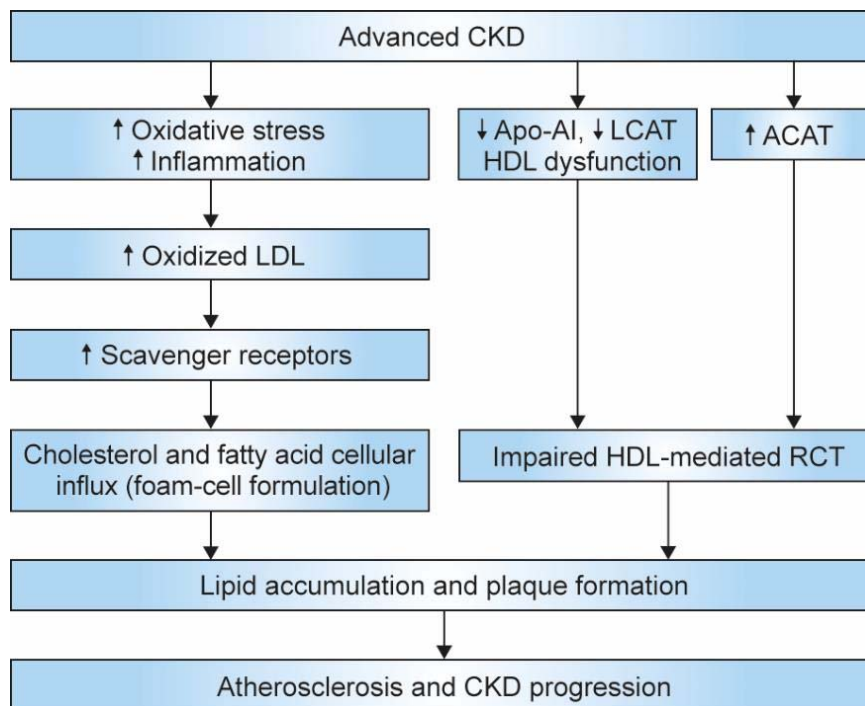 Advanced CKD
↑ Oxidative stress
↑ Inflammation
↓ Apo-AI, ↓ LCAT
HDL dysfunction
↑ ACAT
↑ Oxidized LDL
↑ Scavenger receptors
Cholesterol and fatty acid cellular
influx (foam-cell formulation)
Impaired HDL-mediated RCT
Lipid accumulation and plaque formation
Atherosclerosis and CKD progression